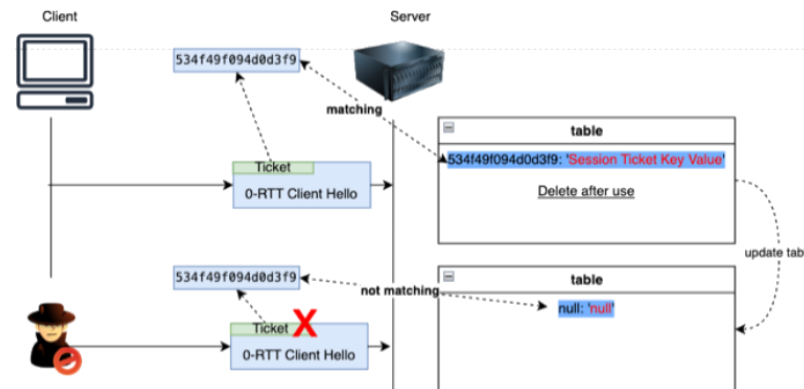 Client
Server
534f49f094d0d3f9
matching
table
534f49f094d0d3f9: 'Session Ticket Key Value'
Delete after use
Ticket
0-RTT Client Hello
update tab
534f49f094d0d3f9
not matching
table
null: 'null'
Ticket
X
0-RTT Client Hello